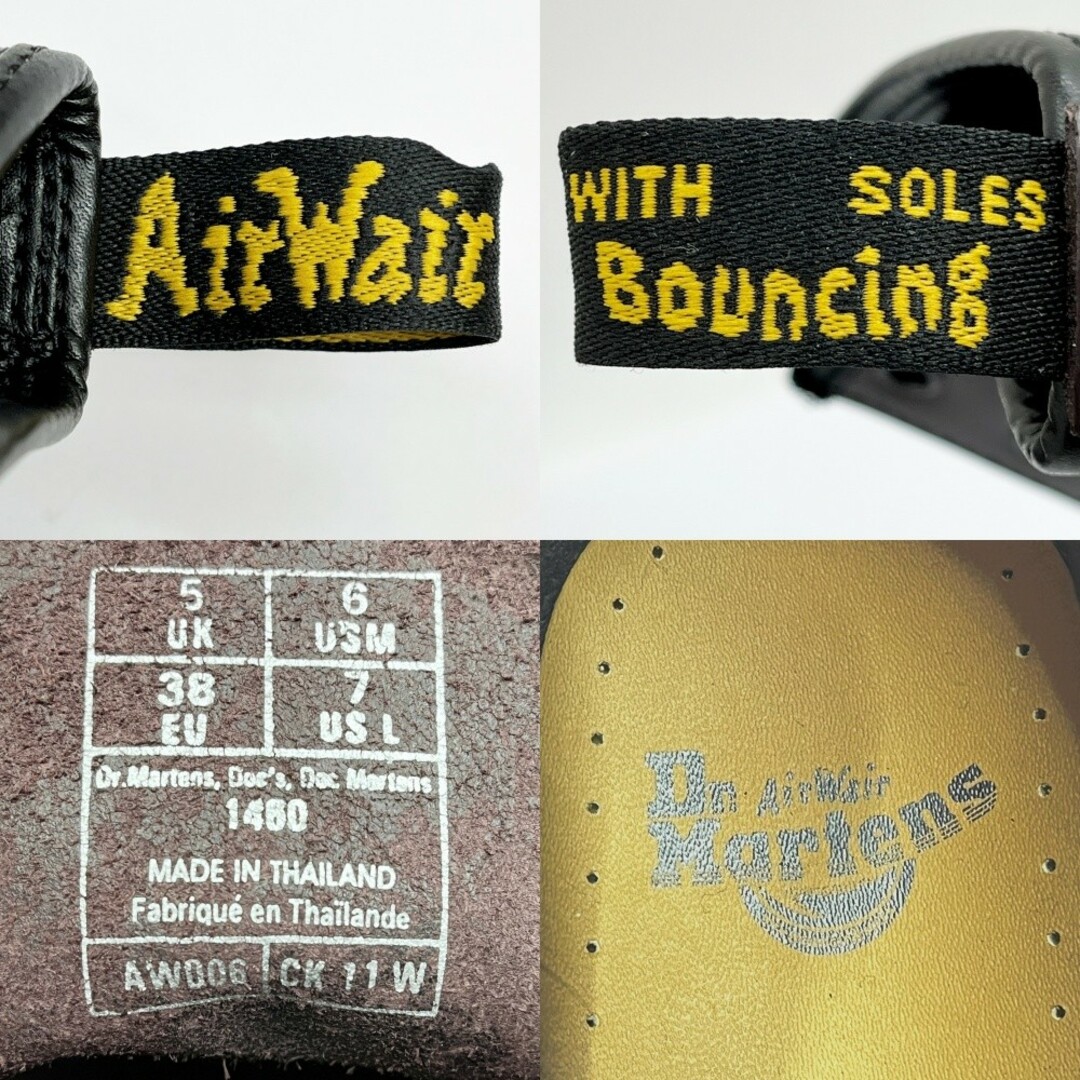 AirWair
WITH SOLES
Bouncing
5 6
UK USM
38 7
EU US L
Dr.Martens, Doc's, Doc Martens
1460
MADE IN THAILAND
Fabriqué en Thaïlande
AW006 CK 11 W
Dr AirWair
Martens